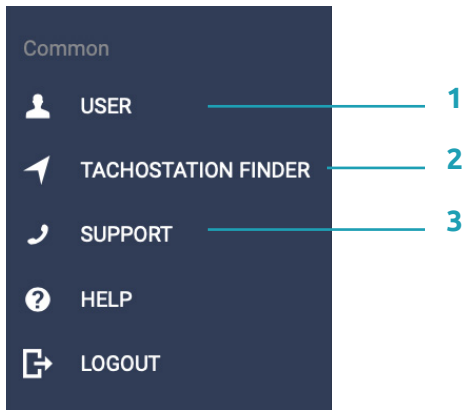 Common
USER 1
TACHOSTATION FINDER 2
SUPPORT 3
HELP
LOGOUT